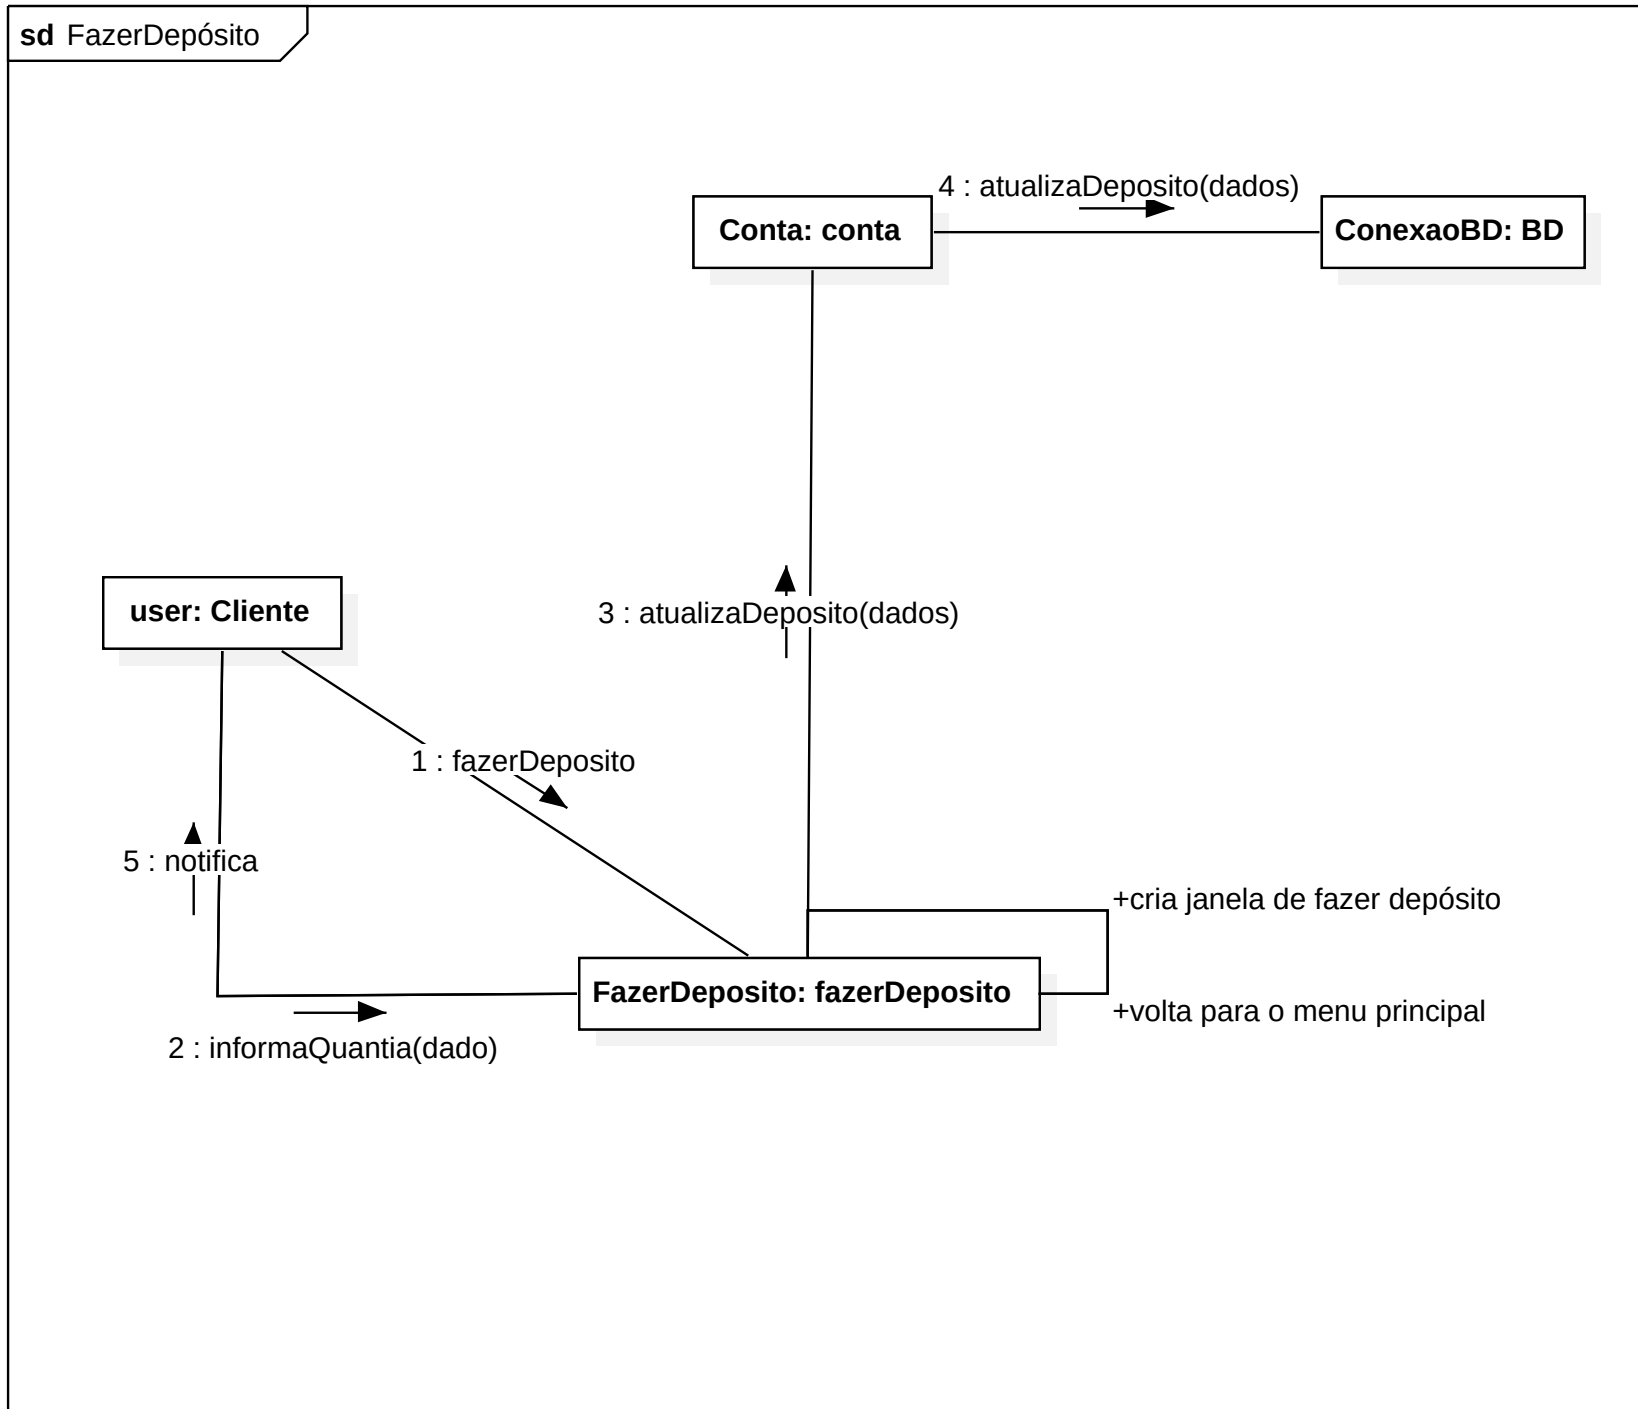 sd FazerDepósito
4 : atualizaDeposito(dados)
Conta: conta
ConexaoBD: BD
user: Cliente
3 : atualizaDeposito(dados)
1 : fazerDeposito
5 : notifica
+cria janela de fazer depósito
FazerDeposito: fazerDeposito
+volta para o menu principal
2 : informaQuantia(dado)